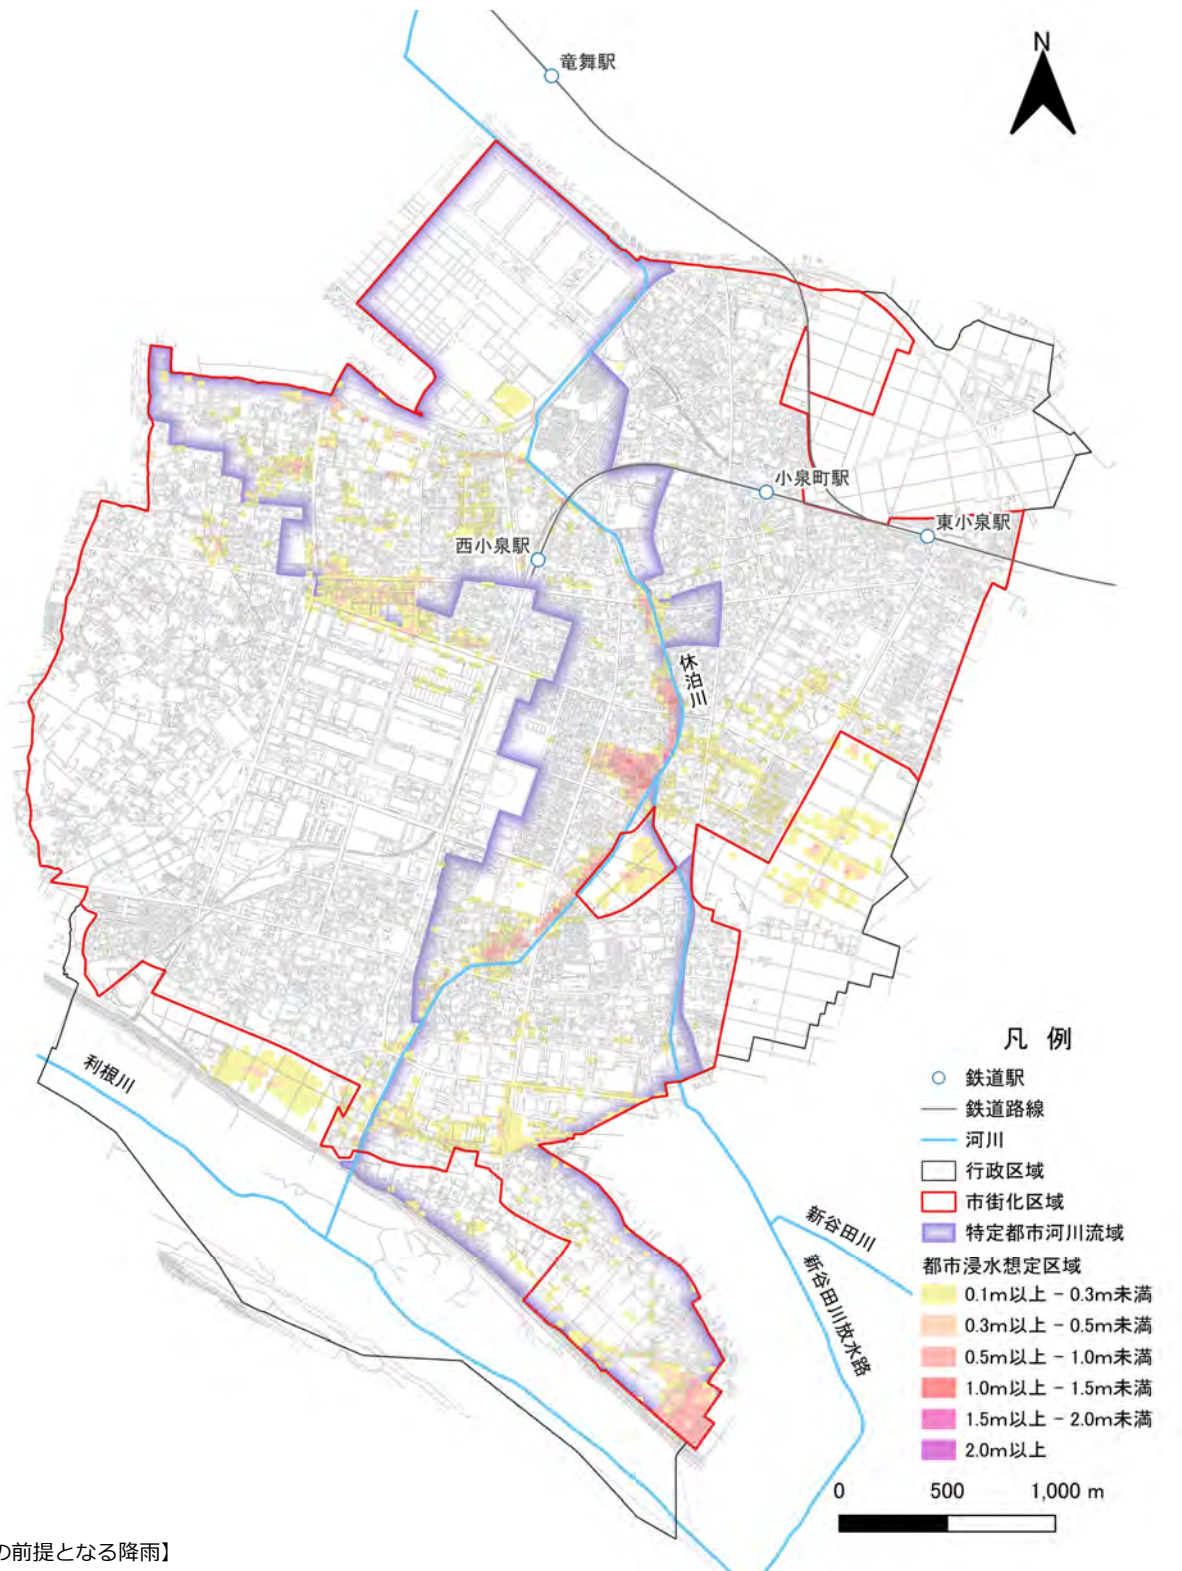 N
竜舞駅
小泉町駅
東小泉駅
西小泉駅
休泊川
利根川
新谷田川
新谷田川放水路
凡 例
鉄道駅
鉄道路線
河川
行政区域
市街化区域
特定都市河川流域
都市浸水想定区域
0.1m以上 - 0.3m未満
0.3m以上 - 0.5m未満
0.5m以上 - 1.0m未満
1.0m以上 - 1.5m未満
1.5m以上 - 2.0m未満
2.0m以上
0 500 1,000 m
の前提となる降雨】